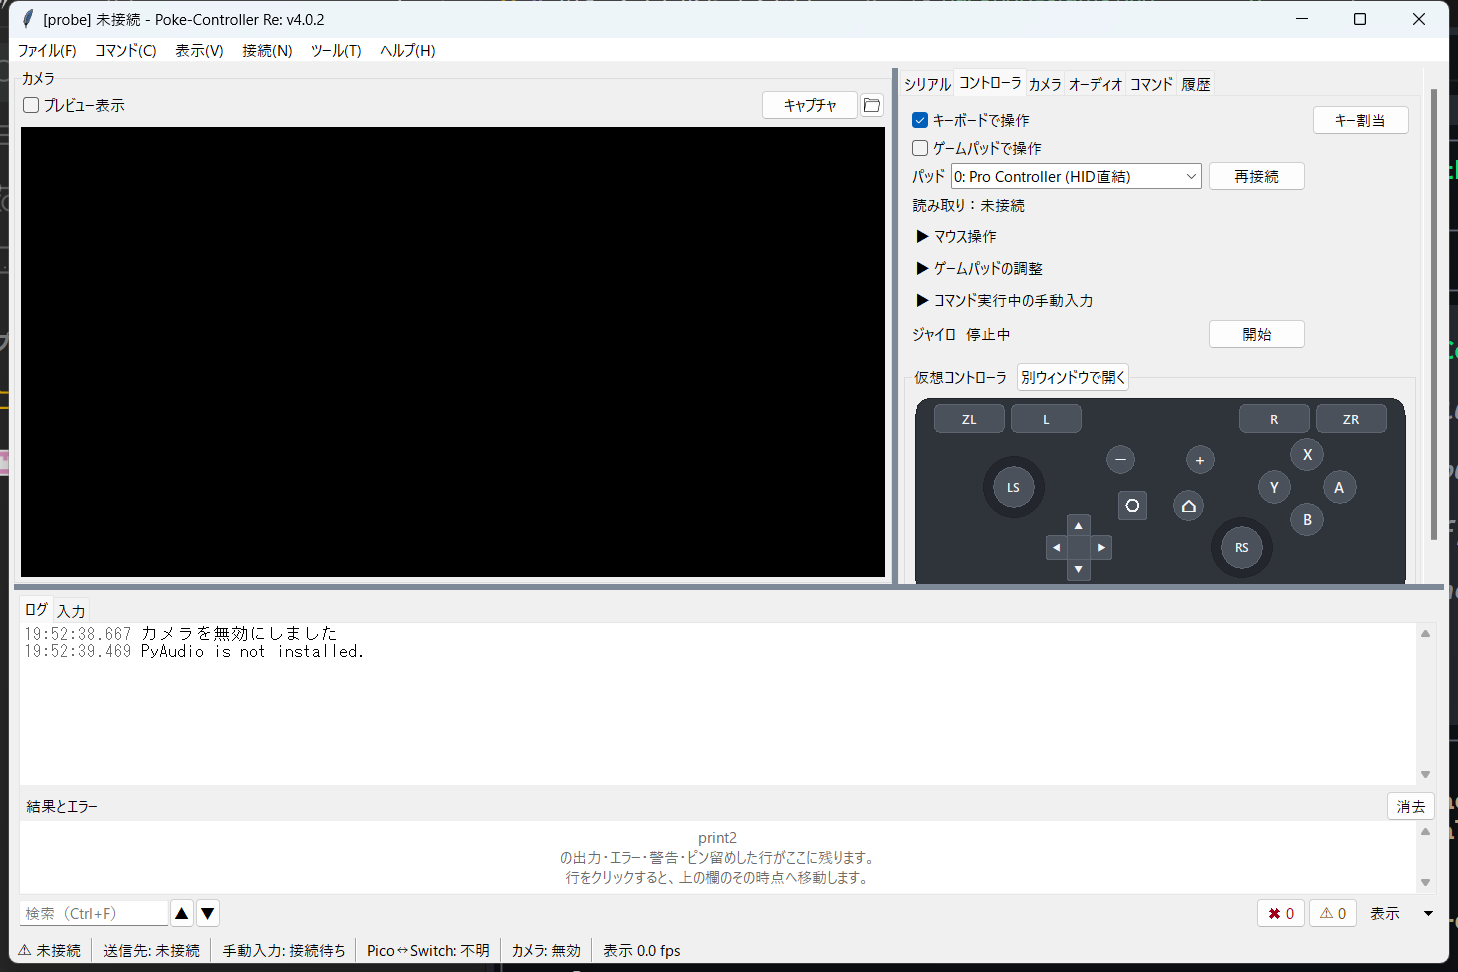 [probe] 未接続 - Poke-Controller Re: v4.0.2
ファイル(F) コマンド(C) 表示(V) 接続(N) ツール(T) ヘルプ(H)
カメラ
プレビュー表示 キャプチャ
シリアル コントローラ カメラ オーディオ コマンド 履歴
キーボードで操作 キー割当
ゲームパッドで操作
パッド 0: Pro Controller (HID直結) 再接続
読み取り：未接続
▶ マウス操作
▶ ゲームパッドの調整
▶ コマンド実行中の手動入力
ジャイロ 停止中 開始
仮想コントローラ 別ウィンドウで開く
ZL L R ZR
− + X
LS Y A
B
RS
ログ 入力
19:52:38.667 カメラを無効にしました
19:52:39.469 PyAudio is not installed.
結果とエラー 消去
print2
の出力・エラー・警告・ピン留めした行がここに残ります。
行をクリックすると、上の欄のその時点へ移動します。
検索（Ctrl+F） ▲ ▼ ✖ 0 ⚠ 0 表示
⚠ 未接続 送信先: 未接続 手動入力: 接続待ち Pico⇔Switch: 不明 カメラ: 無効 表示 0.0 fps